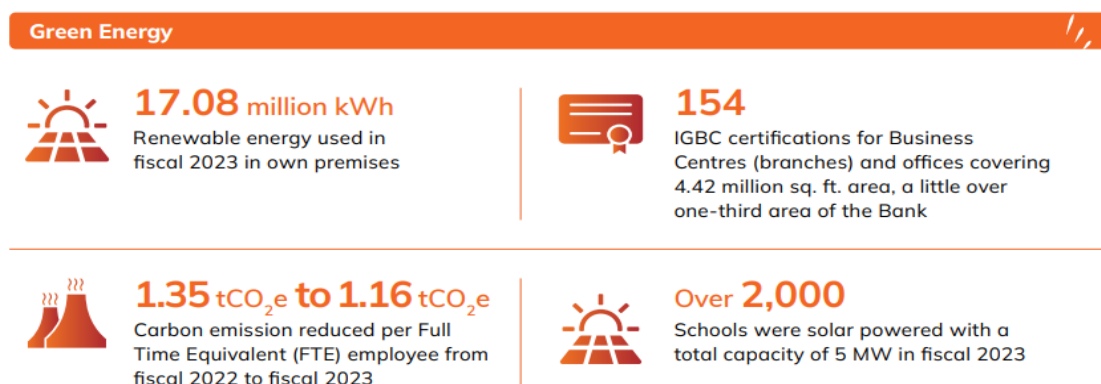 Green Energy
17.08 million kWh
Renewable energy used in
fiscal 2023 in own premises
154
IGBC certifications for Business
Centres (branches) and offices covering
4.42 million sq. ft. area, a little over
one-third area of the Bank
1.35 tCO₂e to 1.16 tCO₂e
Carbon emission reduced per Full
Time Equivalent (FTE) employee from
fiscal 2022 to fiscal 2023
Over 2,000
Schools were solar powered with a
total capacity of 5 MW in fiscal 2023